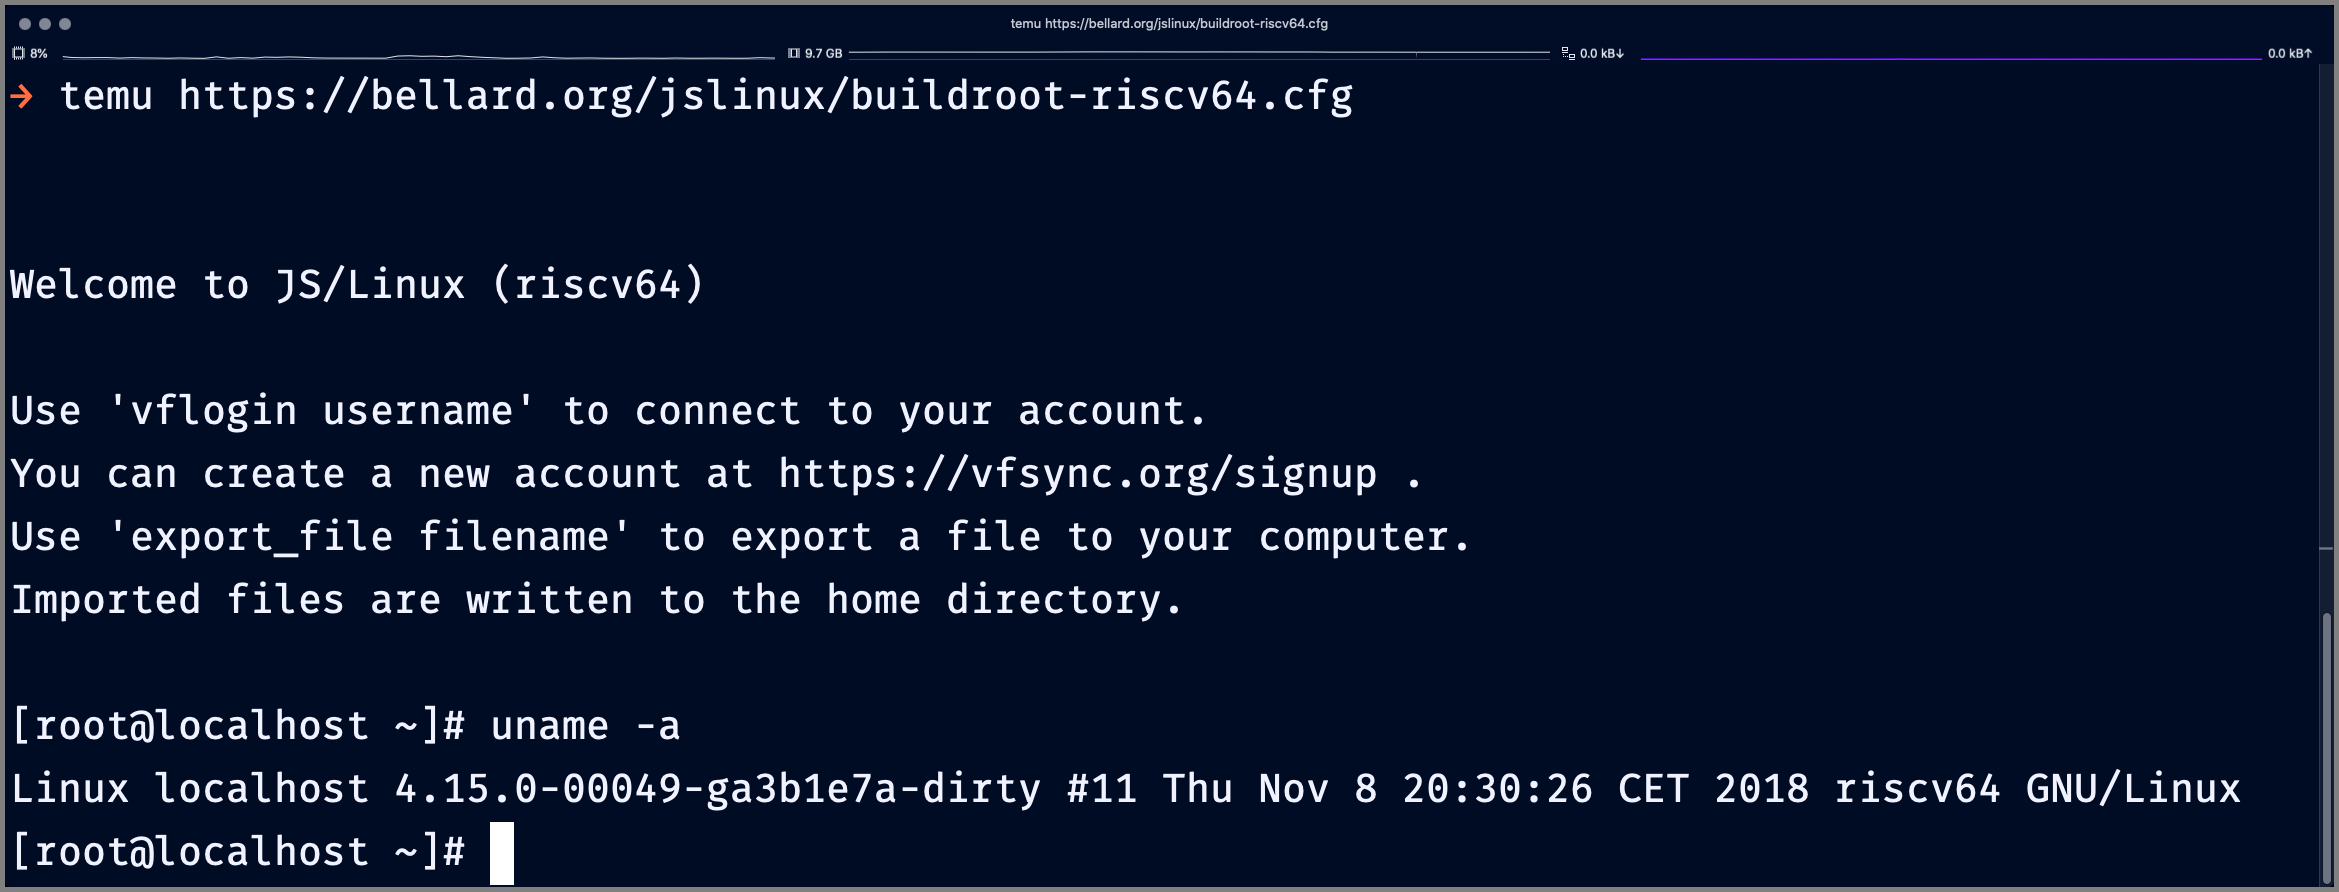 temu https://bellard.org/jslinux/buildroot-riscv64.cfg
8% 9.7 GB 0.0 kB↓ 0.0 kB↑
→ temu https://bellard.org/jslinux/buildroot-riscv64.cfg
Welcome to JS/Linux (riscv64)
Use 'vflogin username' to connect to your account.
You can create a new account at https://vfsync.org/signup .
Use 'export_file filename' to export a file to your computer.
Imported files are written to the home directory.
[root@localhost ~]# uname -a
Linux localhost 4.15.0-00049-ga3b1e7a-dirty #11 Thu Nov 8 20:30:26 CET 2018 riscv64 GNU/Linux
[root@localhost ~]#